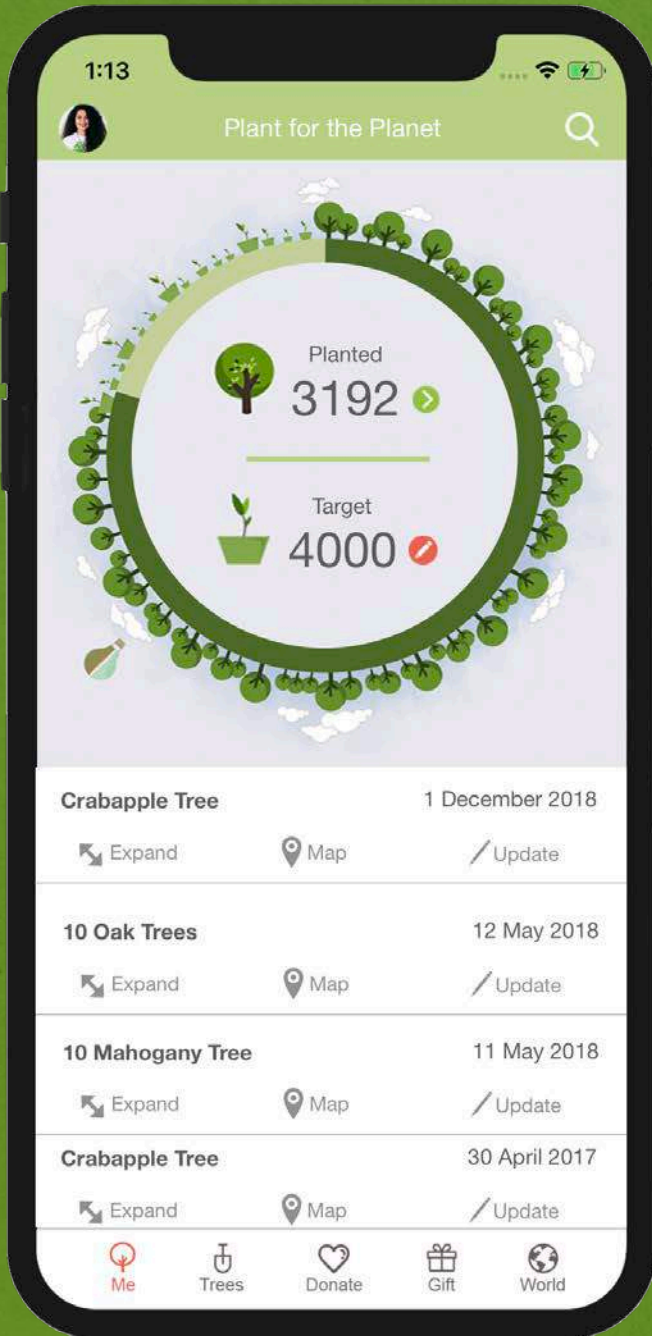 1:13
Plant for the Planet
Planted
3192
Target
4000
Crabapple Tree 1 December 2018
Expand Map Update
10 Oak Trees 12 May 2018
Expand Map Update
10 Mahogany Tree 11 May 2018
Expand Map Update
Crabapple Tree 30 April 2017
Expand Map Update
Me Trees Donate Gift World